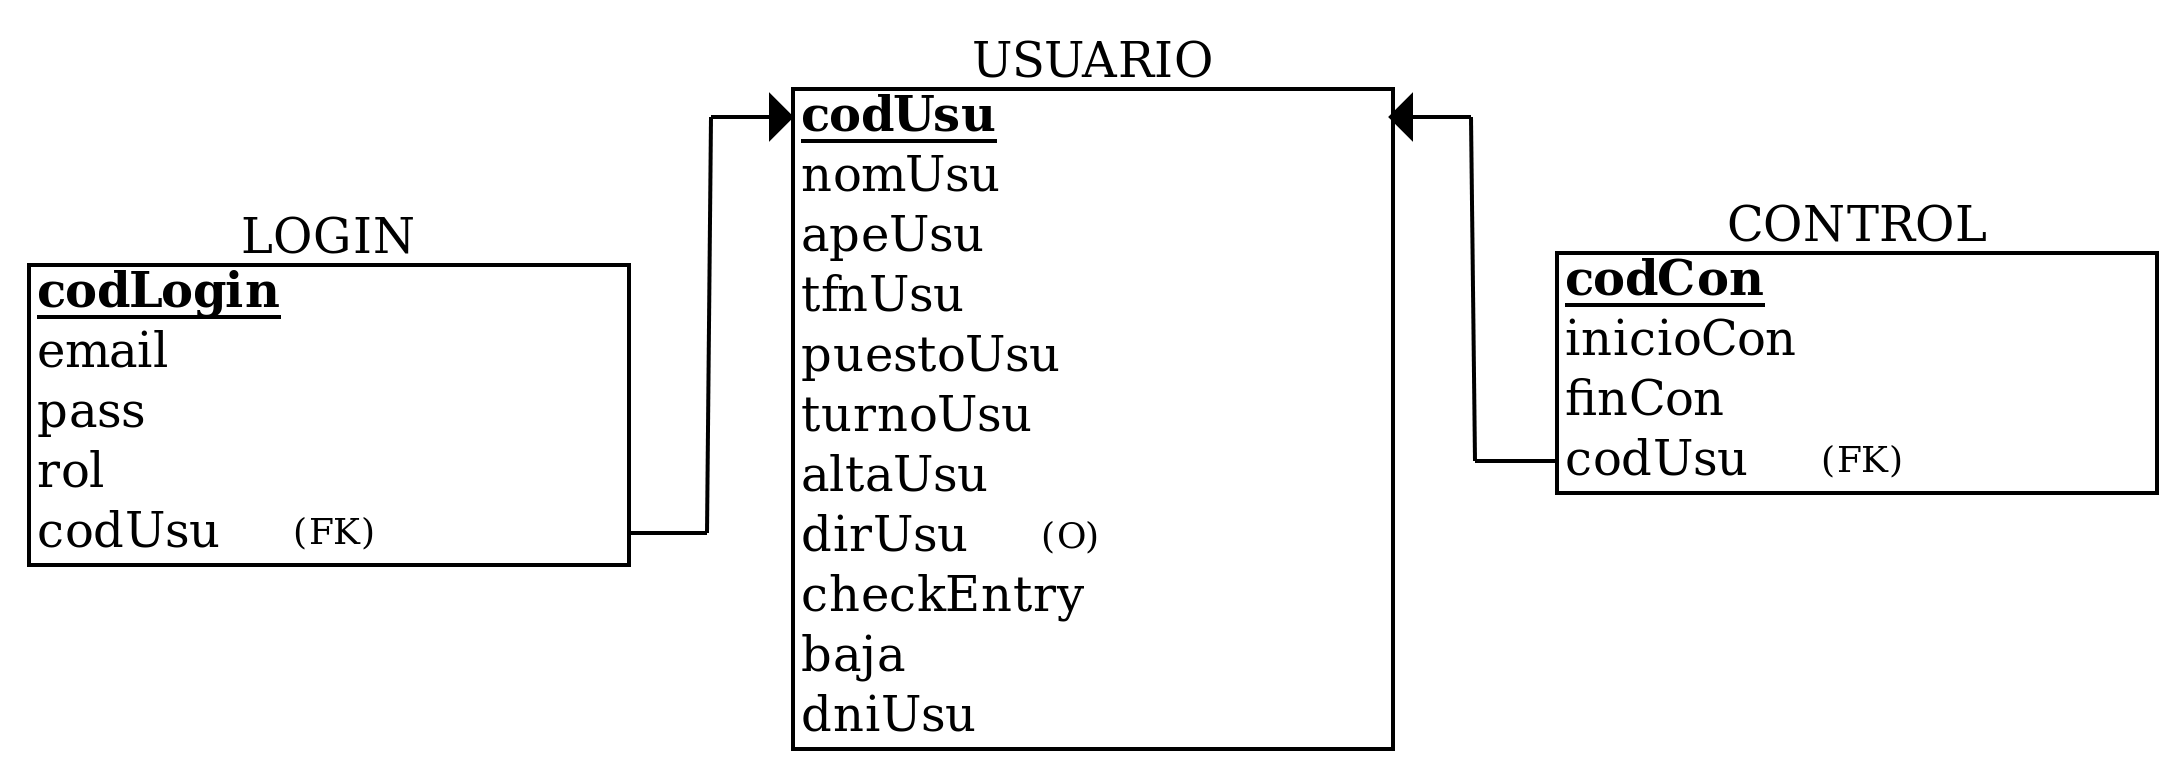 LOGIN
codLogin
email
pass
rol
codUsu (FK)
USUARIO
codUsu
nomUsu
apeUsu
tfnUsu
puestoUsu
turnoUsu
altaUsu
dirUsu (O)
checkEntry
baja
dniUsu
CONTROL
codCon
inicioCon
finCon
codUsu (FK)